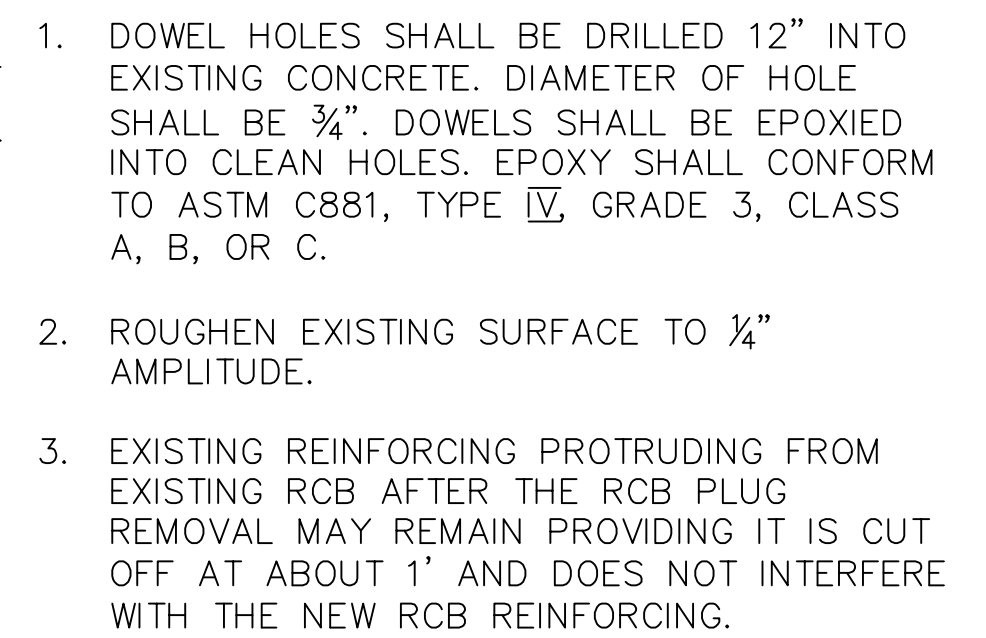 1. DOWEL HOLES SHALL BE DRILLED 12" INTO
EXISTING CONCRETE. DIAMETER OF HOLE
SHALL BE ¾". DOWELS SHALL BE EPOXIED
INTO CLEAN HOLES. EPOXY SHALL CONFORM
TO ASTM C881, TYPE IV, GRADE 3, CLASS
A, B, OR C.
2. ROUGHEN EXISTING SURFACE TO ¼"
AMPLITUDE.
3. EXISTING REINFORCING PROTRUDING FROM
EXISTING RCB AFTER THE RCB PLUG
REMOVAL MAY REMAIN PROVIDING IT IS CUT
OFF AT ABOUT 1' AND DOES NOT INTERFERE
WITH THE NEW RCB REINFORCING.